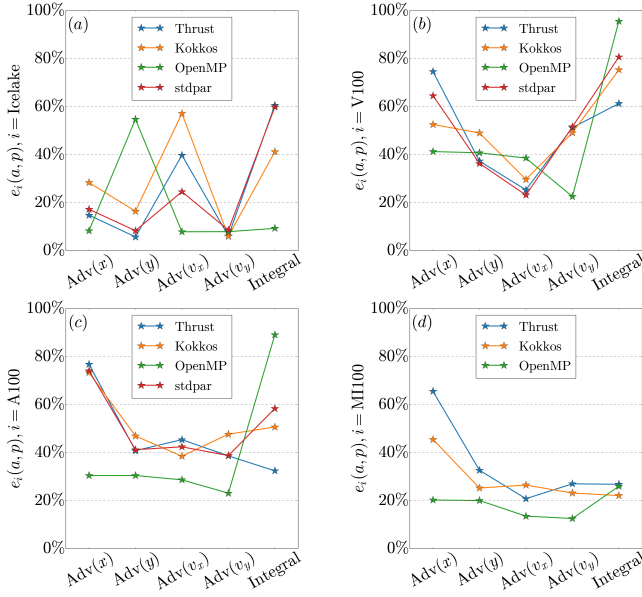 100%
80%
60%
40%
20%
0%
e_i(a, p), i = Icelake
(a)
Thrust
Kokkos
OpenMP
stdpar
Adv(x)
Adv(y)
Adv(v_x)
Adv(v_y)
Integral
100%
80%
60%
40%
20%
0%
e_i(a, p), i = V100
(b)
Thrust
Kokkos
OpenMP
stdpar
Adv(x)
Adv(y)
Adv(v_x)
Adv(v_y)
Integral
100%
80%
60%
40%
20%
0%
e_i(a, p), i = A100
(c)
Thrust
Kokkos
OpenMP
stdpar
Adv(x)
Adv(y)
Adv(v_x)
Adv(v_y)
Integral
100%
80%
60%
40%
20%
0%
e_i(a, p), i = MI100
(d)
Thrust
Kokkos
OpenMP
Adv(x)
Adv(y)
Adv(v_x)
Adv(v_y)
Integral